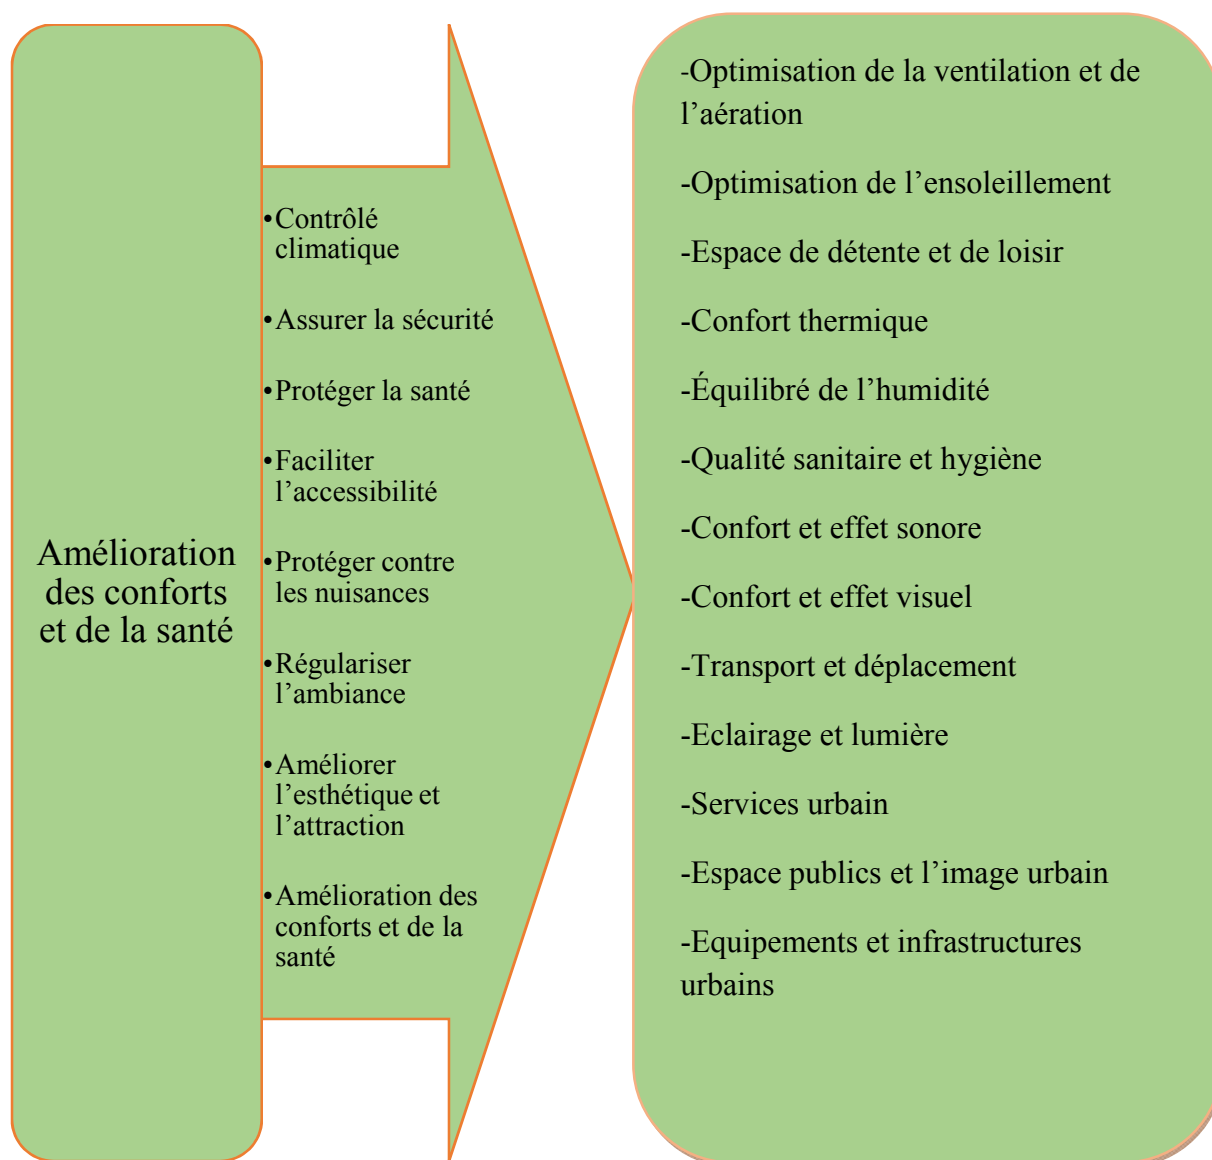 Amélioration
des conforts
et de la santé
•Contrôlé
climatique
•Assurer la sécurité
•Protéger la santé
•Faciliter
l’accessibilité
•Protéger contre
les nuisances
•Régulariser
l’ambiance
•Améliorer
l’esthétique et
l’attraction
•Amélioration des
conforts et de la
santé
-Optimisation de la ventilation et de
l’aération
-Optimisation de l’ensoleillement
-Espace de détente et de loisir
-Confort thermique
-Équilibré de l’humidité
-Qualité sanitaire et hygiène
-Confort et effet sonore
-Confort et effet visuel
-Transport et déplacement
-Eclairage et lumière
-Services urbain
-Espace publics et l’image urbain
-Equipements et infrastructures
urbains